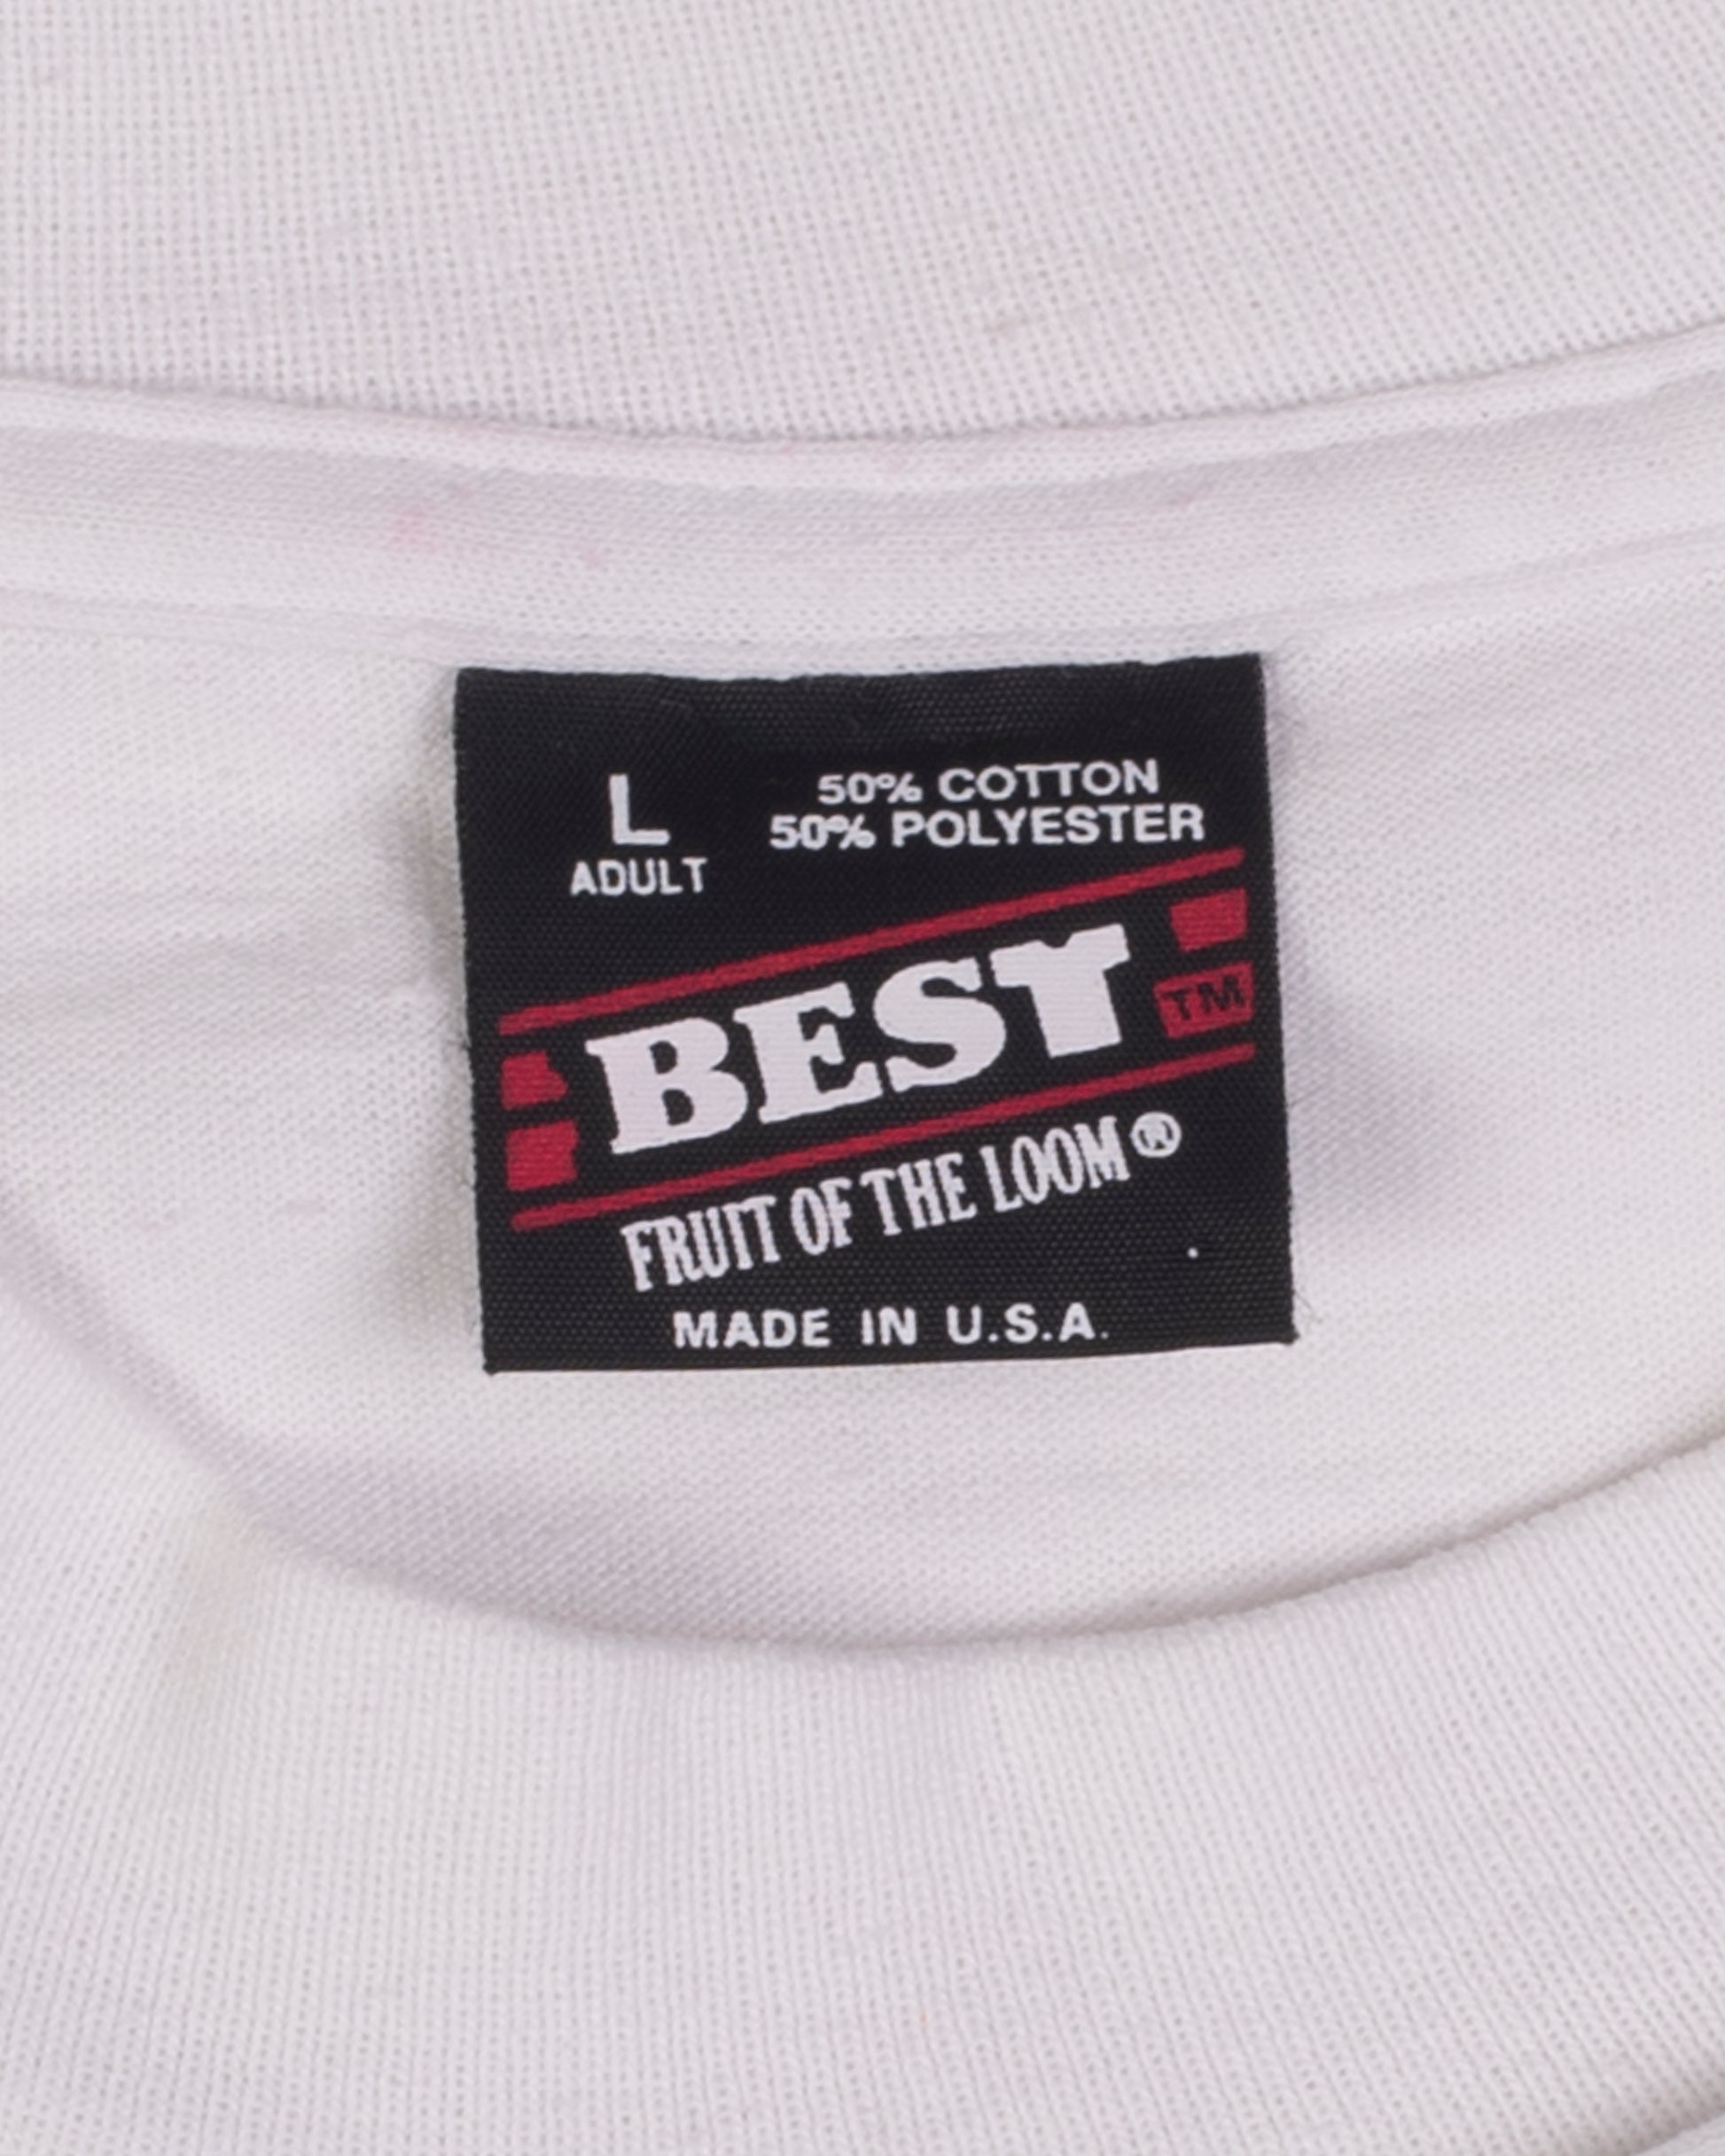 L
ADULT
50% COTTON
50% POLYESTER
BEST
TM
FRUIT OF THE LOOM®
MADE IN U.S.A.